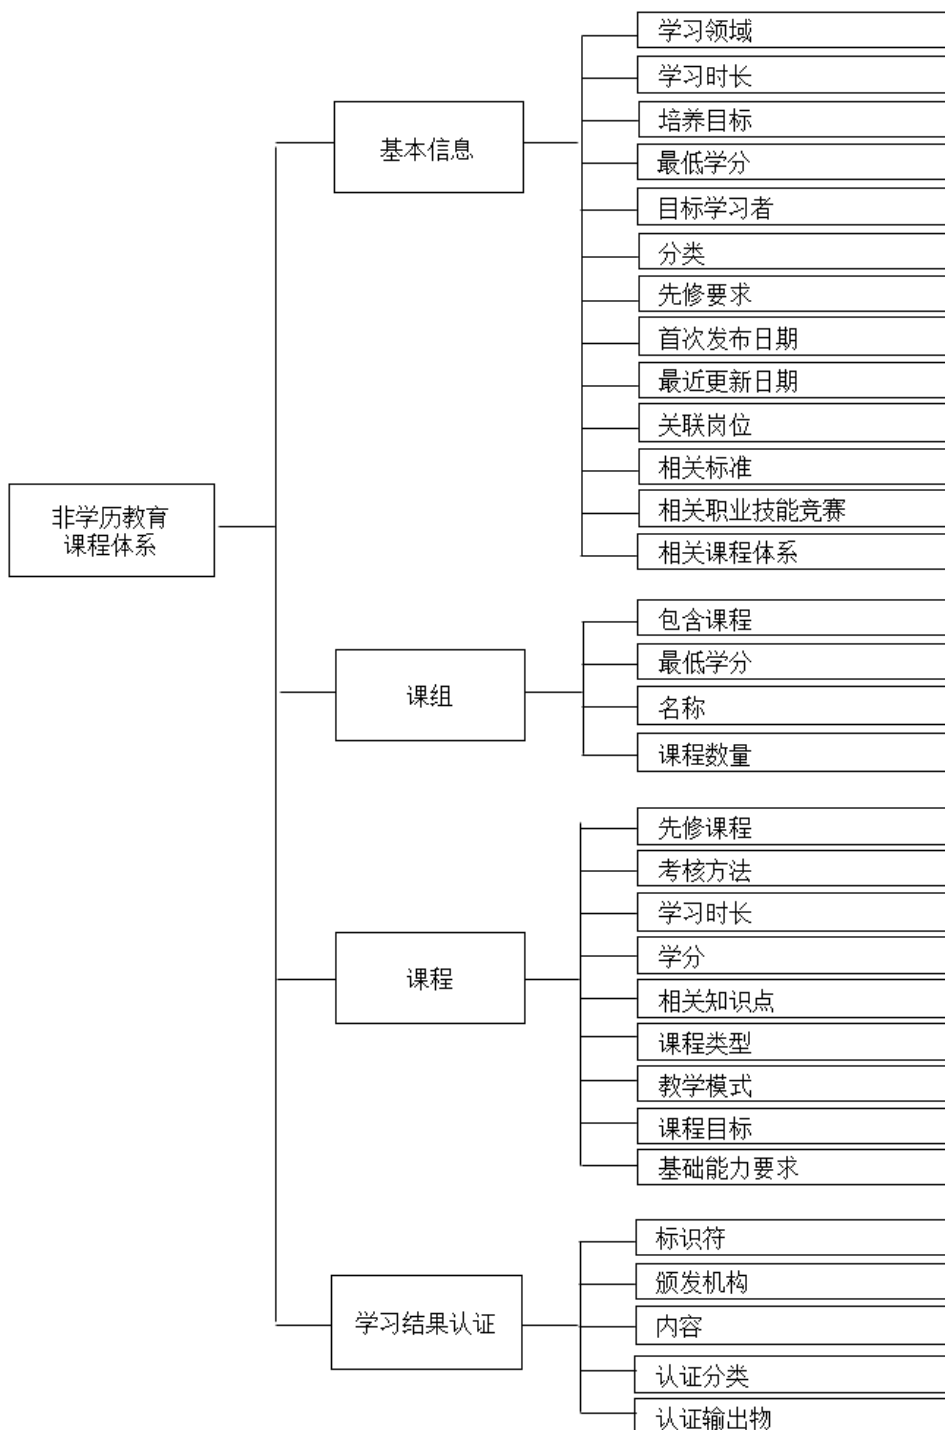 非学历教育
课程体系
基本信息
学习领域
学习时长
培养目标
最低学分
目标学习者
分类
先修要求
首次发布日期
最近更新日期
关联岗位
相关标准
相关职业技能竞赛
相关课程体系
课组
包含课程
最低学分
名称
课程数量
课程
先修课程
考核方法
学习时长
学分
相关知识点
课程类型
教学模式
课程目标
基础能力要求
学习结果认证
标识符
颁发机构
内容
认证分类
认证输出物